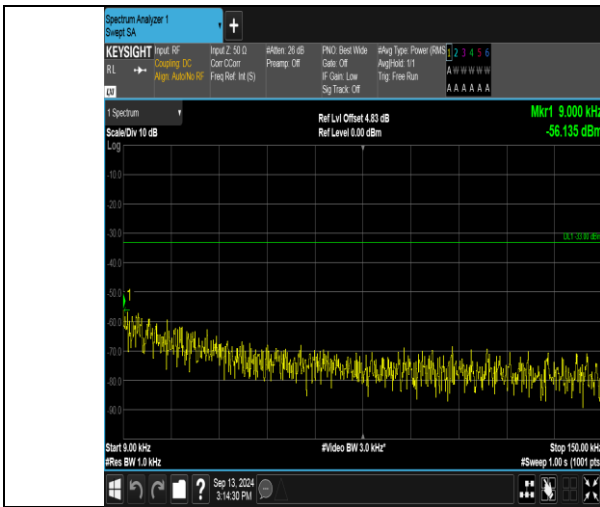 Spectrum Analyzer 1
Swept SA
+
KEYSIGHT Input: RF Input Z: 50 Ω #Atten: 26 dB PNO: Best Wide #Avg Type: Power (RMS 1 2 3 4 5 6
RL Coupling: DC Corr CCorr Preamp: Off Gate: Off Avg|Hold: 1/1 A W W W W W
Align: Auto/No RF Freq Ref: Int (S) IF Gain: Low Trig: Free Run
LXI Sig Track: Off A A A A A A
1 Spectrum Ref Lvl Offset 4.83 dB Mkr1 9.000 kHz
Scale/Div 10 dB Ref Level 0.00 dBm -56.135 dBm
Log
-10.0
-20.0
-30.0
DL1 -33.00 dBm
-40.0
-50.0
1
-60.0
-70.0
-80.0
-90.0
Start 9.00 kHz #Video BW 3.0 kHz* Stop 150.00 kHz
#Res BW 1.0 kHz #Sweep 1.00 s (1001 pts
? Sep 13, 2024
3:14:30 PM